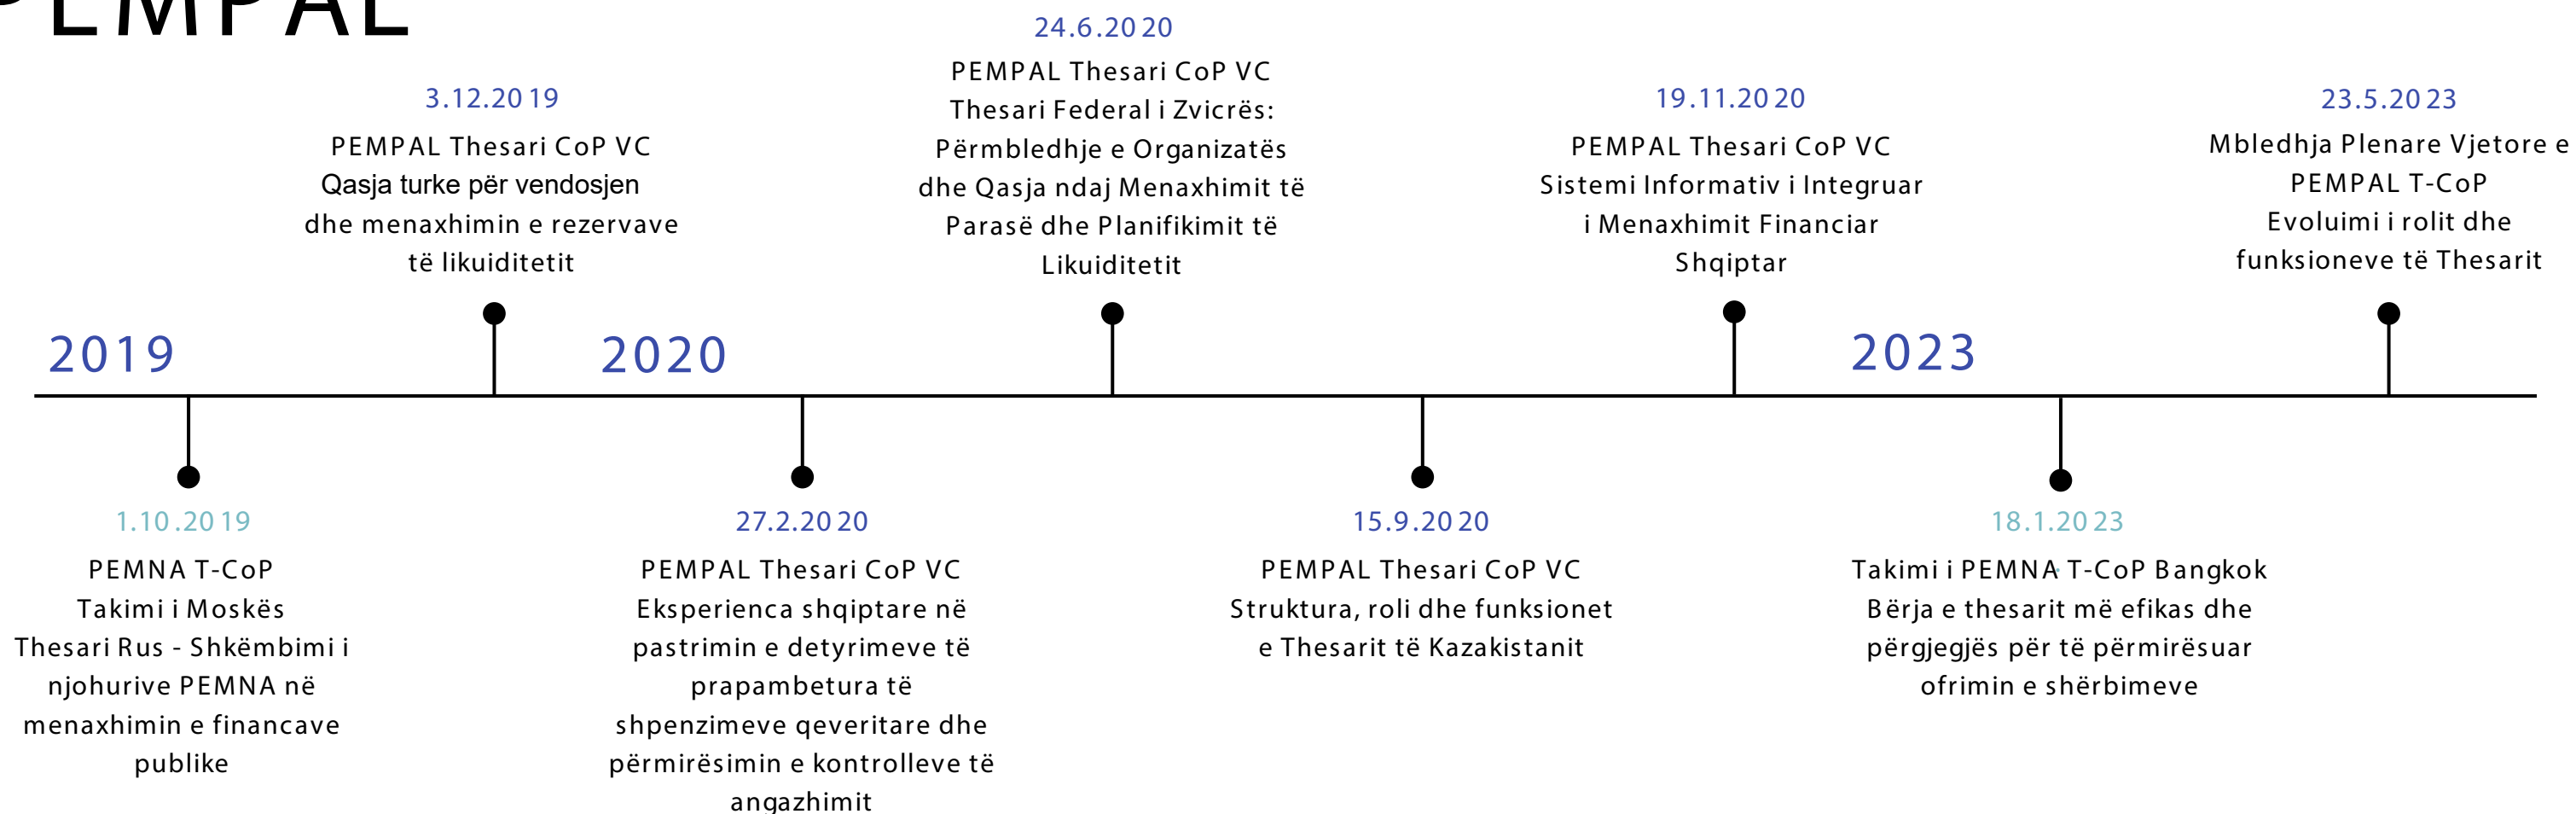 PEMPAL
24.6.2020
PEMPAL Thesari CoP VC
Thesari Federal i Zvicrës:
Përmbledhje e Organizatës
dhe Qasja ndaj Menaxhimit të
Parasë dhe Planifikimit të
Likuiditetit
3.12.2019
PEMPAL Thesari CoP VC
Qasja turke për vendosjen
dhe menaxhimin e rezervave
të likuiditetit
19.11.2020
PEMPAL Thesari CoP VC
Sistemi Informativ i Integruar
i Menaxhimit Financiar
Shqiptar
23.5.2023
Mbledhja Plenare Vjetore e
PEMPAL T-CoP
Evoluimi i rolit dhe
funksioneve të Thesarit
2019
2020
2023
1.10.2019
PEMNA T-CoP
Takimi i Moskës
Thesari Rus - Shkëmbimi i
njohurive PEMNA në
menaxhimin e financave
publike
27.2.2020
PEMPAL Thesari CoP VC
Eksperienca shqiptare në
pastrimin e detyrimeve të
prapambetura të
shpenzimeve qeveritare dhe
përmirësimin e kontrolleve të
angazhimit
15.9.2020
PEMPAL Thesari CoP VC
Struktura, roli dhe funksionet
e Thesarit të Kazakistanit
18.1.2023
Takimi i PEMNA T-CoP Bangkok
Bërja e thesarit më efikas dhe
përgjegjës për të përmirësuar
ofrimin e shërbimeve